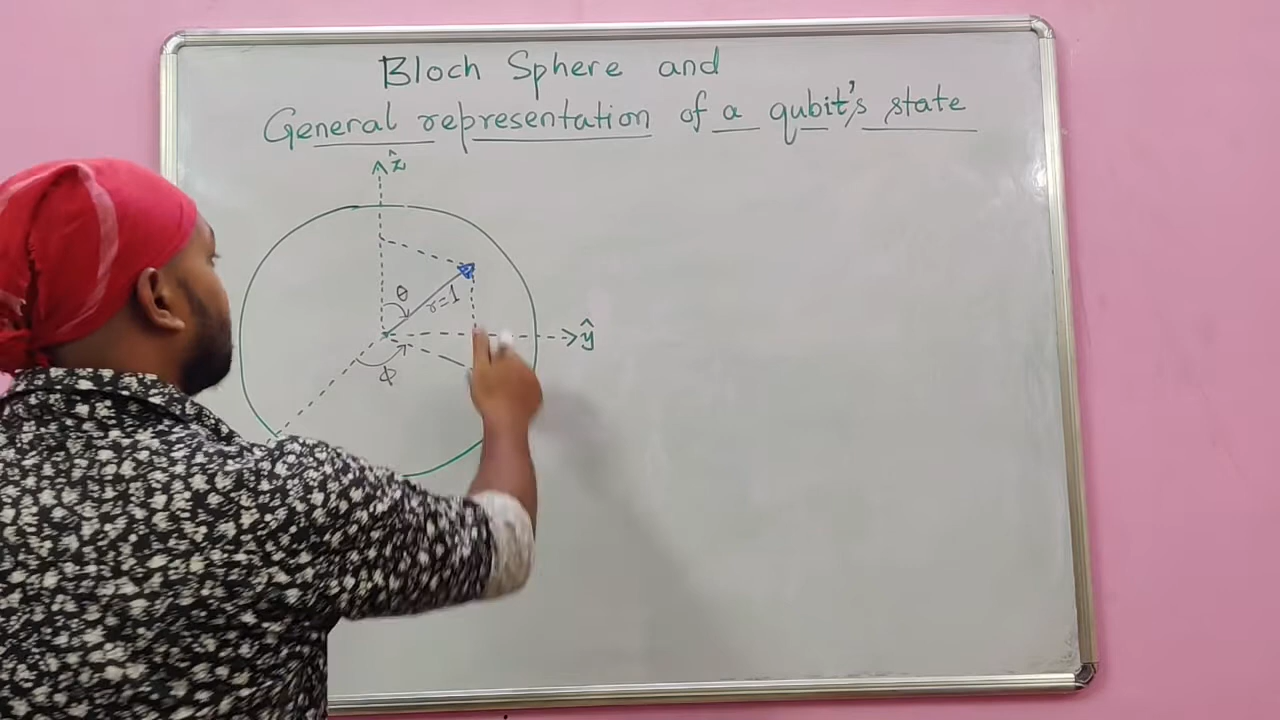 Bloch Sphere and
General representation of a qubit's state
ẑ
θ
r=1
ŷ
ϕ